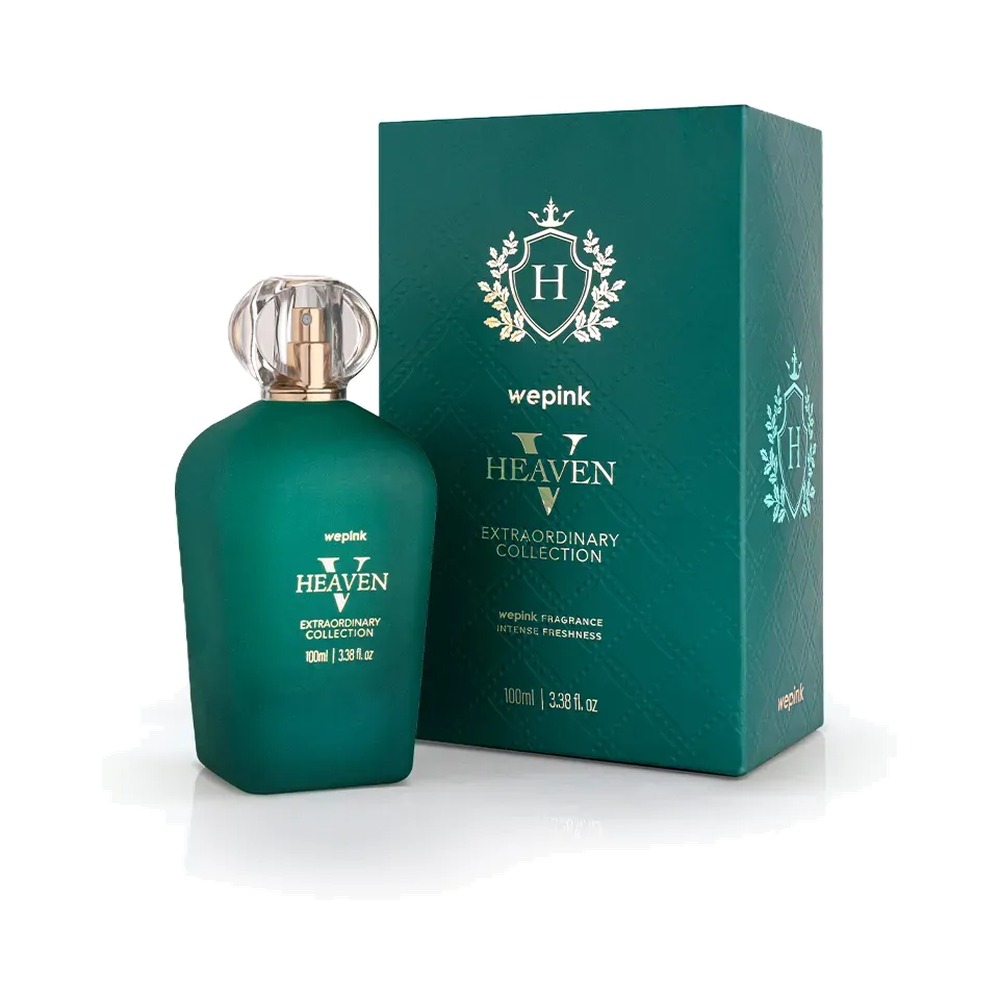 H
wepink
V
HEAVEN
EXTRAORDINARY
COLLECTION
wepink FRAGRANCE
INTENSE FRESHNESS
100ml | 3.38 fl. oz
H
wepink
wepink
V
HEAVEN
EXTRAORDINARY
COLLECTION
100ml | 3.38 fl. oz